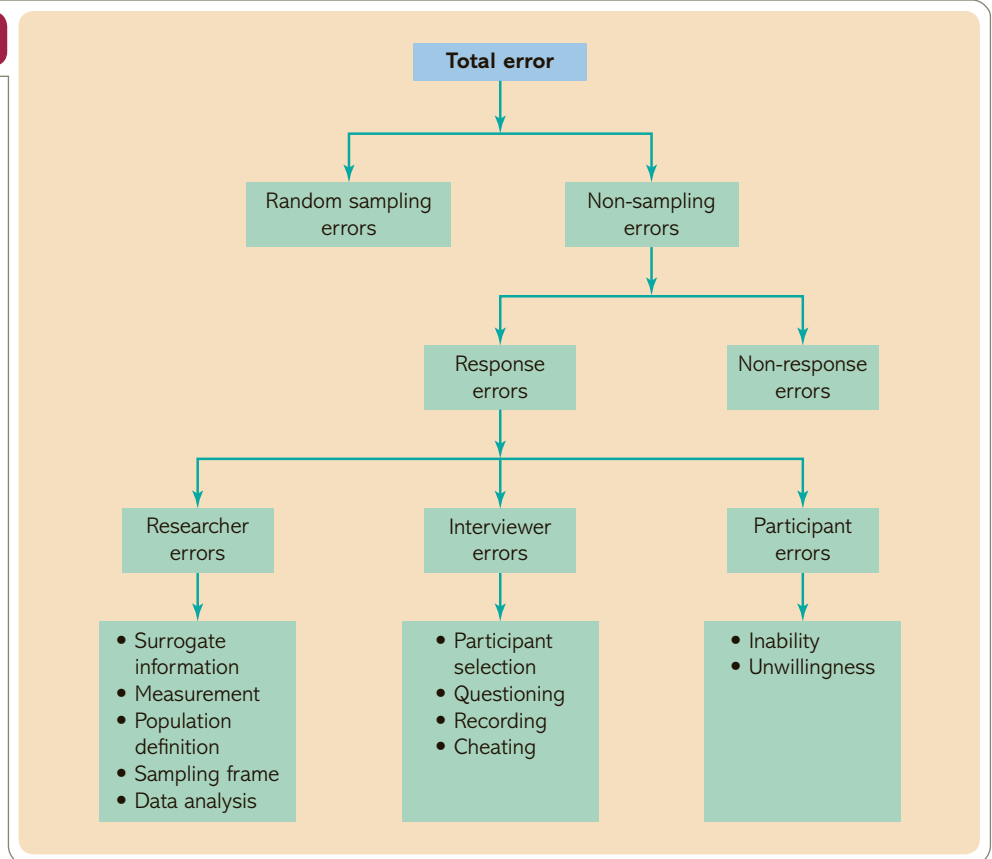 Total error
Random sampling
errors
Non-sampling
errors
Response
errors
Non-response
errors
Researcher
errors
Interviewer
errors
Participant
errors
• Surrogate
information
• Measurement
• Population
definition
• Sampling frame
• Data analysis
• Participant
selection
• Questioning
• Recording
• Cheating
• Inability
• Unwillingness